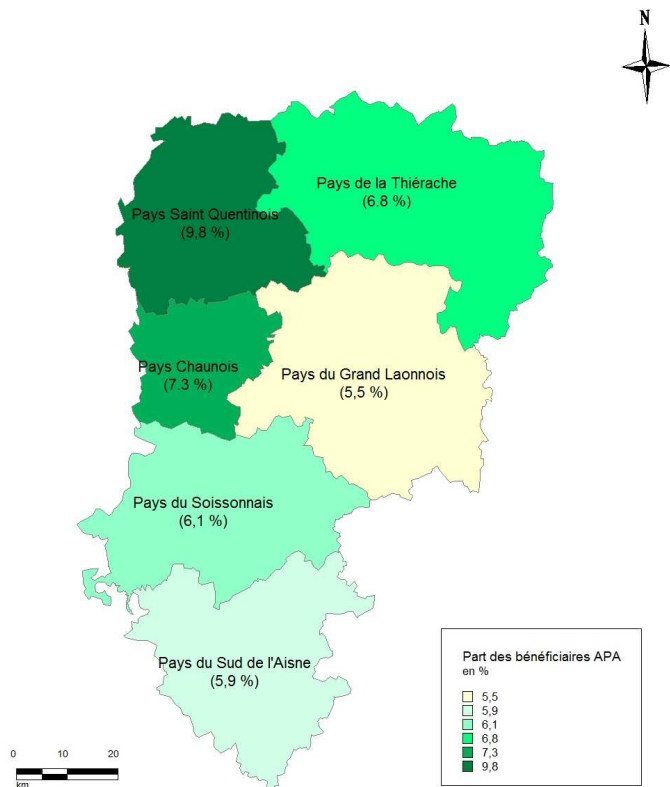 N
Pays de la Thiérache
(6.8 %)
Pays Saint Quentinois
(9,8 %)
Pays Chaunois
(7.3 %)
Pays du Grand Laonnois
(5,5 %)
Pays du Soissonnais
(6,1 %)
Pays du Sud de l'Aisne
(5,9 %)
Part des bénéficiaires APA
en %
5,5
5,9
6,1
6,8
7,3
9,8
0 10 20
km